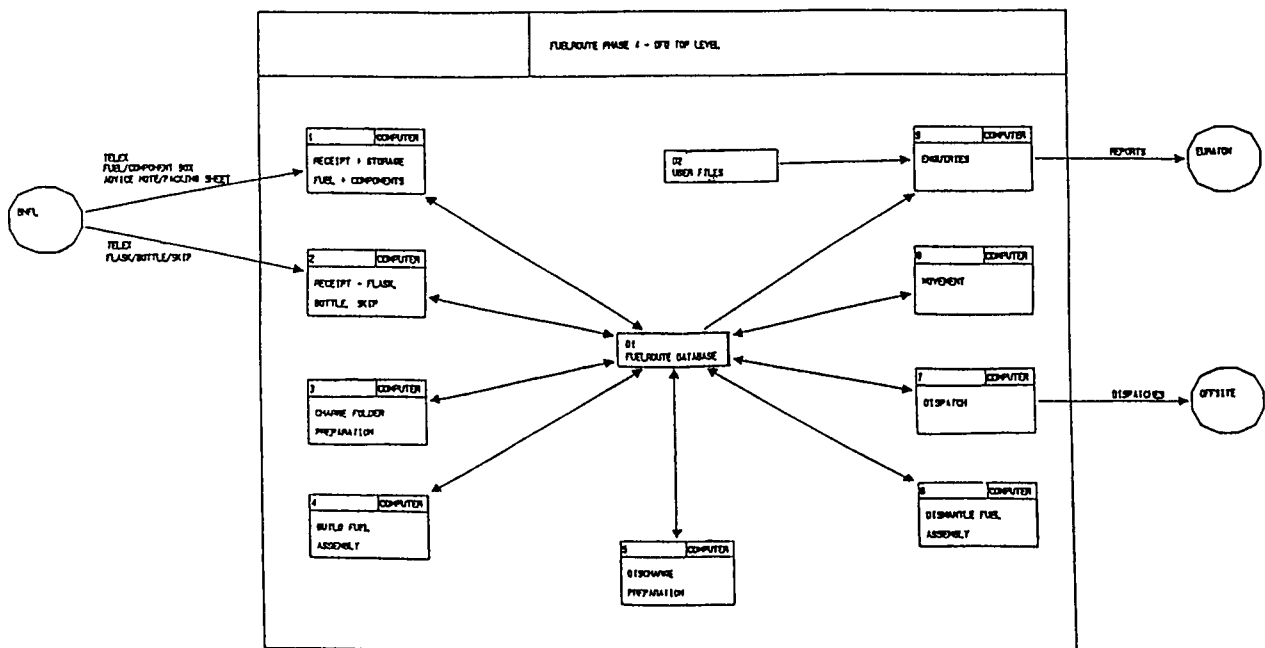 FUELROUTE PHASE 4 - DFD TOP LEVEL
1 COMPUTER
RECEIPT + STORAGE
FUEL + COMPONENTS
9 COMPUTER
ENQUIRIES
D2
USER FILES
REPORTS
EURATOM
TELEX
FUEL/COMPONENT BOX
ADVICE NOTE/PACKING SHEET
BNFL
TELEX
FLASK/BOTTLE/SKIP
2 COMPUTER
RECEIPT - FLASK,
BOTTLE, SKIP
8 COMPUTER
MOVEMENT
D1
FUELROUTE DATABASE
3 COMPUTER
CHARGE FOLDER
PREPARATION
7 COMPUTER
DISPATCH
DISPATCHES
OFFSITE
4 COMPUTER
BUILD FUEL
ASSEMBLY
6 COMPUTER
DISMANTLE FUEL
ASSEMBLY
5 COMPUTER
DISCHARGE
PREPARATION